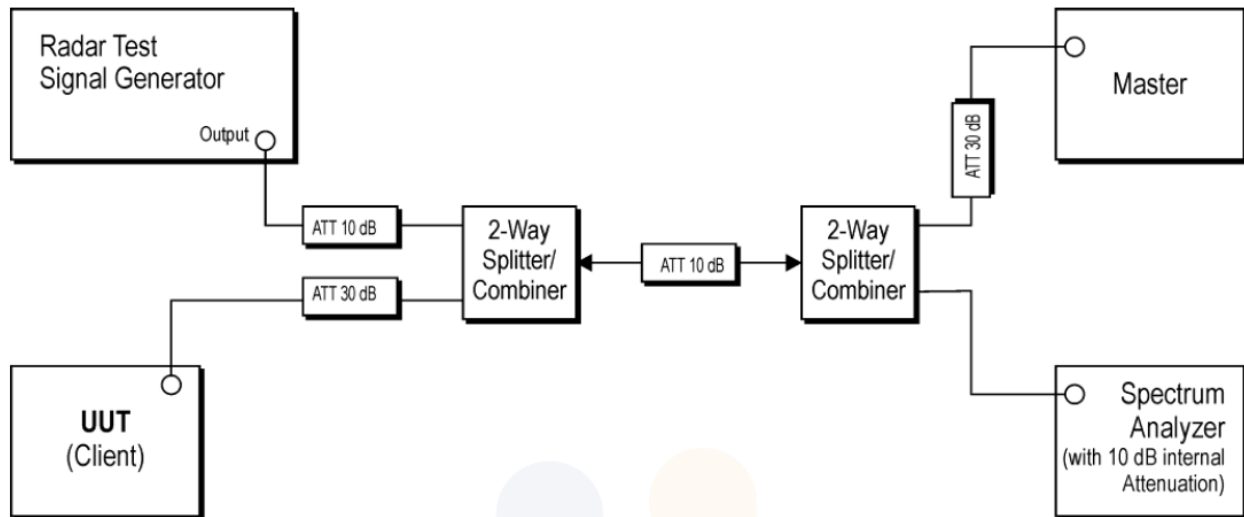 Radar Test
Signal Generator
Output
ATT 10 dB
ATT 30 dB
2-Way
Splitter/
Combiner
ATT 10 dB
2-Way
Splitter/
Combiner
ATT 30 dB
Master
UUT
(Client)
Spectrum
Analyzer
(with 10 dB internal
Attenuation)